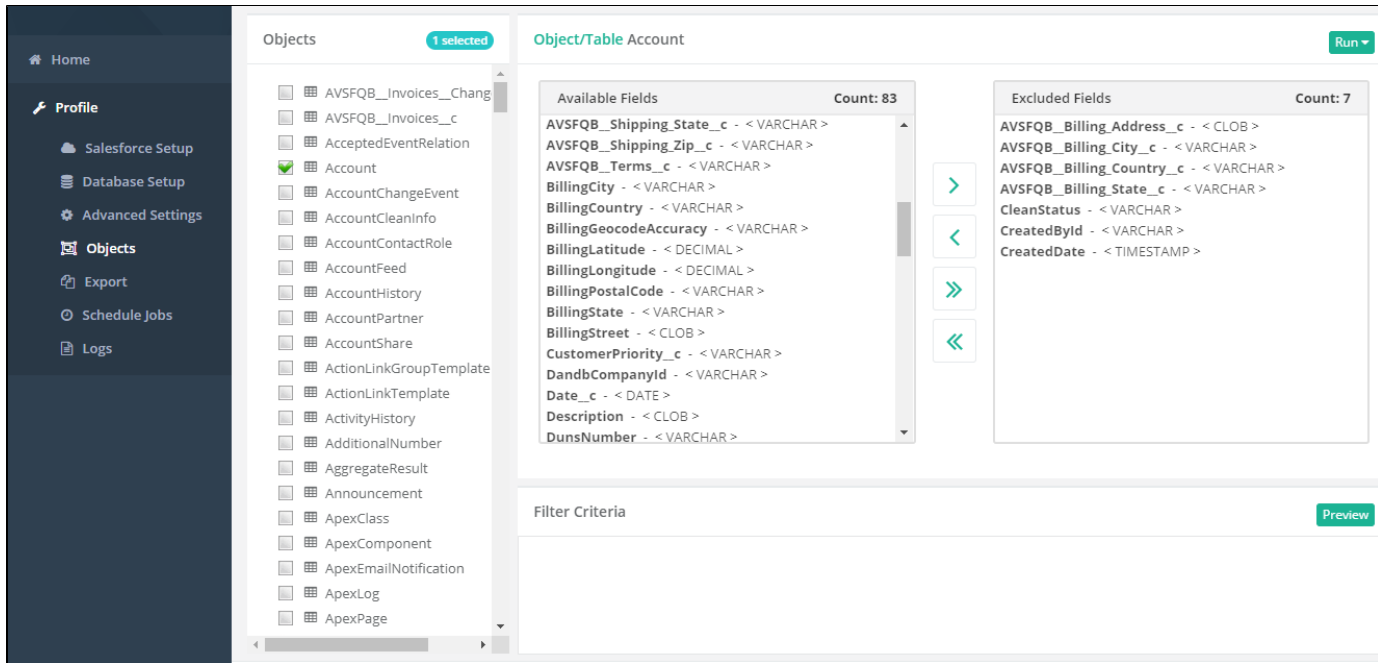 Home
Profile
Salesforce Setup
Database Setup
Advanced Settings
Objects
Export
Schedule Jobs
Logs
Objects 1 selected
AVSFQB__Invoices__Chang
AVSFQB__Invoices__c
AcceptedEventRelation
Account
AccountChangeEvent
AccountCleanInfo
AccountContactRole
AccountFeed
AccountHistory
AccountPartner
AccountShare
ActionLinkGroupTemplate
ActionLinkTemplate
ActivityHistory
AdditionalNumber
AggregateResult
Announcement
ApexClass
ApexComponent
ApexEmailNotification
ApexLog
ApexPage
Object/Table Account Run
Available Fields Count: 83
AVSFQB__Shipping_State__c - < VARCHAR >
AVSFQB__Shipping_Zip__c - < VARCHAR >
AVSFQB__Terms__c - < VARCHAR >
BillingCity - < VARCHAR >
BillingCountry - < VARCHAR >
BillingGeocodeAccuracy - < VARCHAR >
BillingLatitude - < DECIMAL >
BillingLongitude - < DECIMAL >
BillingPostalCode - < VARCHAR >
BillingState - < VARCHAR >
BillingStreet - < CLOB >
CustomerPriority__c - < VARCHAR >
DandbCompanyId - < VARCHAR >
Date__c - < DATE >
Description - < CLOB >
DunsNumber - < VARCHAR >
Excluded Fields Count: 7
AVSFQB__Billing_Address__c - < CLOB >
AVSFQB__Billing_City__c - < VARCHAR >
AVSFQB__Billing_Country__c - < VARCHAR >
AVSFQB__Billing_State__c - < VARCHAR >
CleanStatus - < VARCHAR >
CreatedById - < VARCHAR >
CreatedDate - < TIMESTAMP >
Filter Criteria Preview